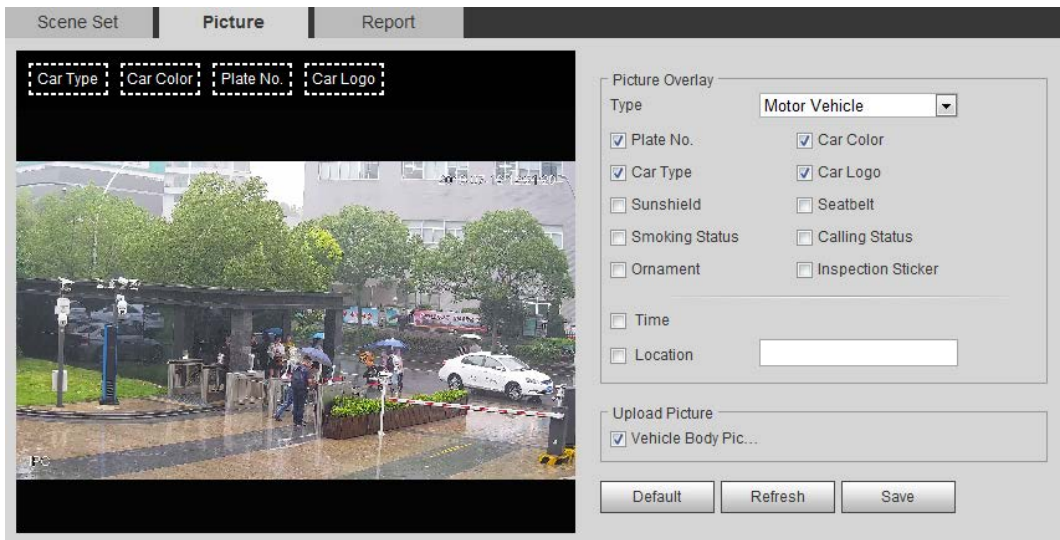 Scene Set Picture Report
Car Type Car Color Plate No. Car Logo
IPC
Picture Overlay
Type Motor Vehicle
Plate No. Car Color
Car Type Car Logo
Sunshield Seatbelt
Smoking Status Calling Status
Ornament Inspection Sticker
Time
Location
Upload Picture
Vehicle Body Pic...
Default Refresh Save